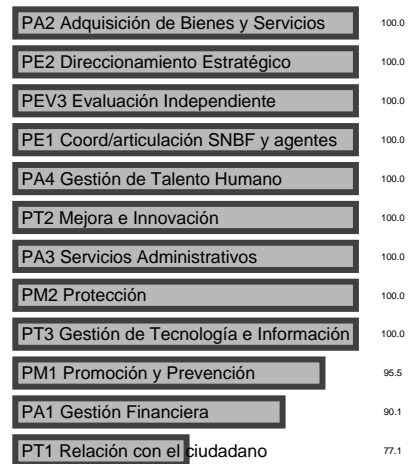 PA2 Adquisición de Bienes y Servicios 100.0
PE2 Direccionamiento Estratégico 100.0
PEV3 Evaluación Independiente 100.0
PE1 Coord/articulación SNBF y agentes 100.0
PA4 Gestión de Talento Humano 100.0
PT2 Mejora e Innovación 100.0
PA3 Servicios Administrativos 100.0
PM2 Protección 100.0
PT3 Gestión de Tecnología e Información 100.0
PM1 Promoción y Prevención 95.5
PA1 Gestión Financiera 90.1
PT1 Relación con el ciudadano 77.1